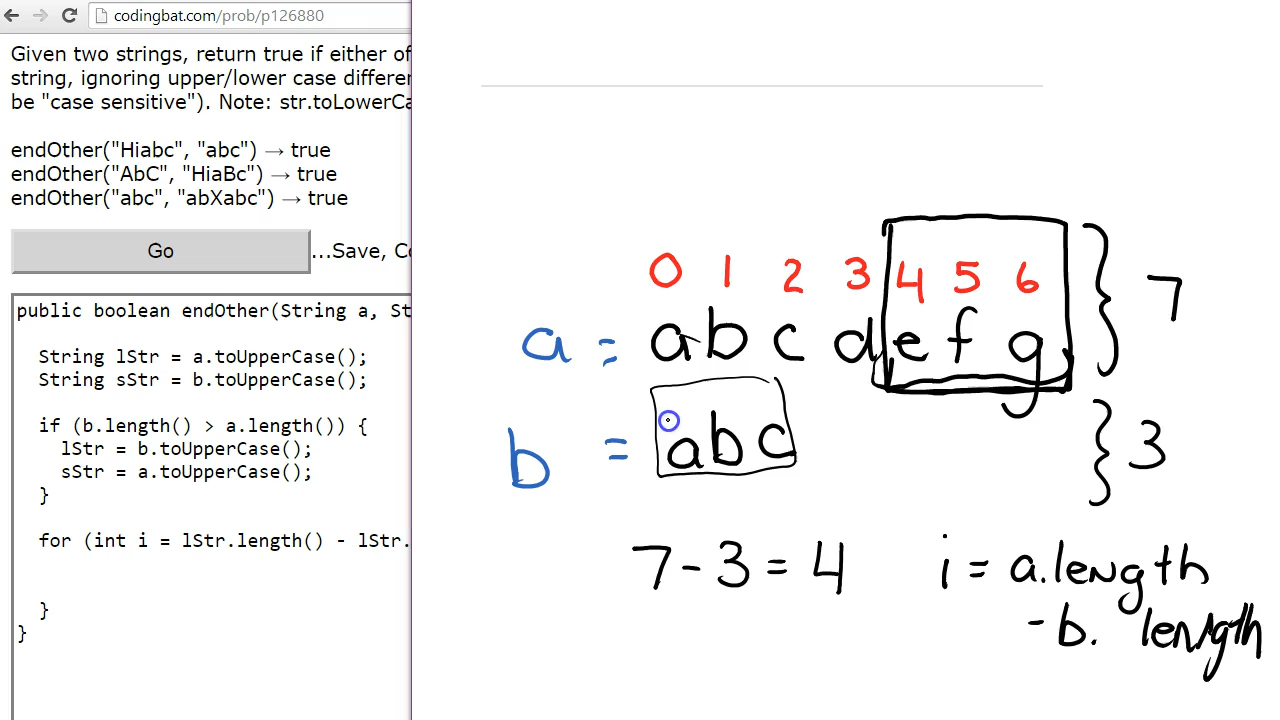 codingbat.com/prob/p126880
Given two strings, return true if either of
string, ignoring upper/lower case differe
be "case sensitive"). Note: str.toLowerCa
endOther("Hiabc", "abc") → true
endOther("AbC", "HiaBc") → true
endOther("abc", "abXabc") → true
Go
...Save, Co
public boolean endOther(String a, St
String lStr = a.toUpperCase();
String sStr = b.toUpperCase();
if (b.length() > a.length()) {
lStr = b.toUpperCase();
sStr = a.toUpperCase();
}
for (int i = lStr.length() - lStr.
}
}
0 1 2 3 4 5 6
a = a b c d e f g } 7
b = abc } 3
7 - 3 = 4
i = a.length
- b. length